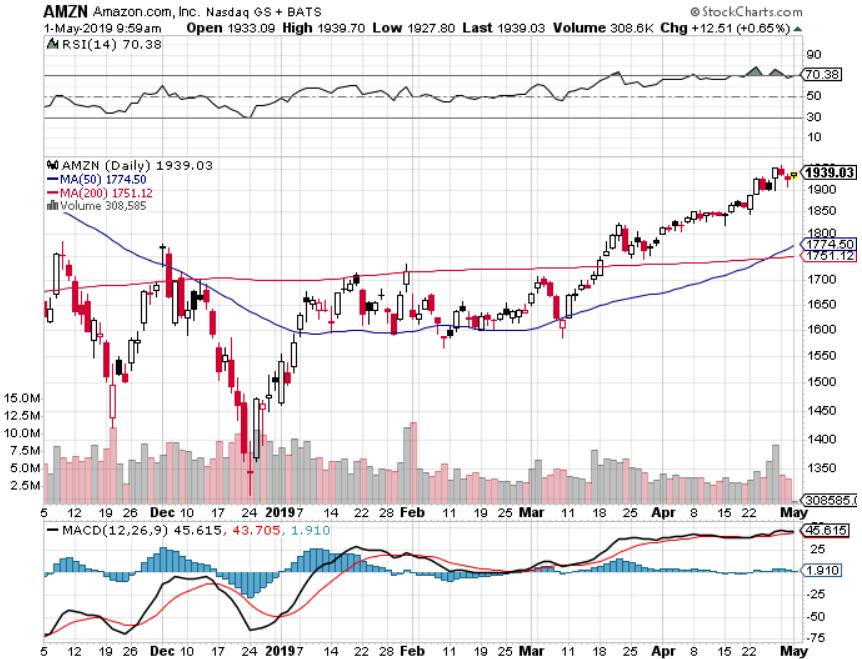 AMZN Amazon.com, Inc. Nasdaq GS + BATS © StockCharts.com
1-May-2019 9:59am Open 1933.09 High 1939.70 Low 1927.80 Last 1939.03 Volume 308.6K Chg +12.51 (+0.65%) ▲
RSI(14) 70.38
90
70.38
50
30
10
AMZN (Daily) 1939.03
MA(50) 1774.50
MA(200) 1751.12
Volume 308,585
1939.03
1900
1850
1800
1774.50
1751.12
1700
1650
1600
1550
1500
15.0M 1450
12.5M
10.0M 1400
7.5M
5.0M 1350
2.5M
308585.0
5 12 19 26 Dec 10 17 24 2019 7 14 22 Feb 11 19 25 Mar 11 18 25 Apr 8 15 22 May
MACD(12,26,9) 45.615, 43.705, 1.910
45.615
25
1.910
-25
-50
-75
5 12 19 26 Dec 10 17 24 2019 7 14 22 28 Feb 11 19 25 Mar 11 18 25 Apr 8 15 22 May